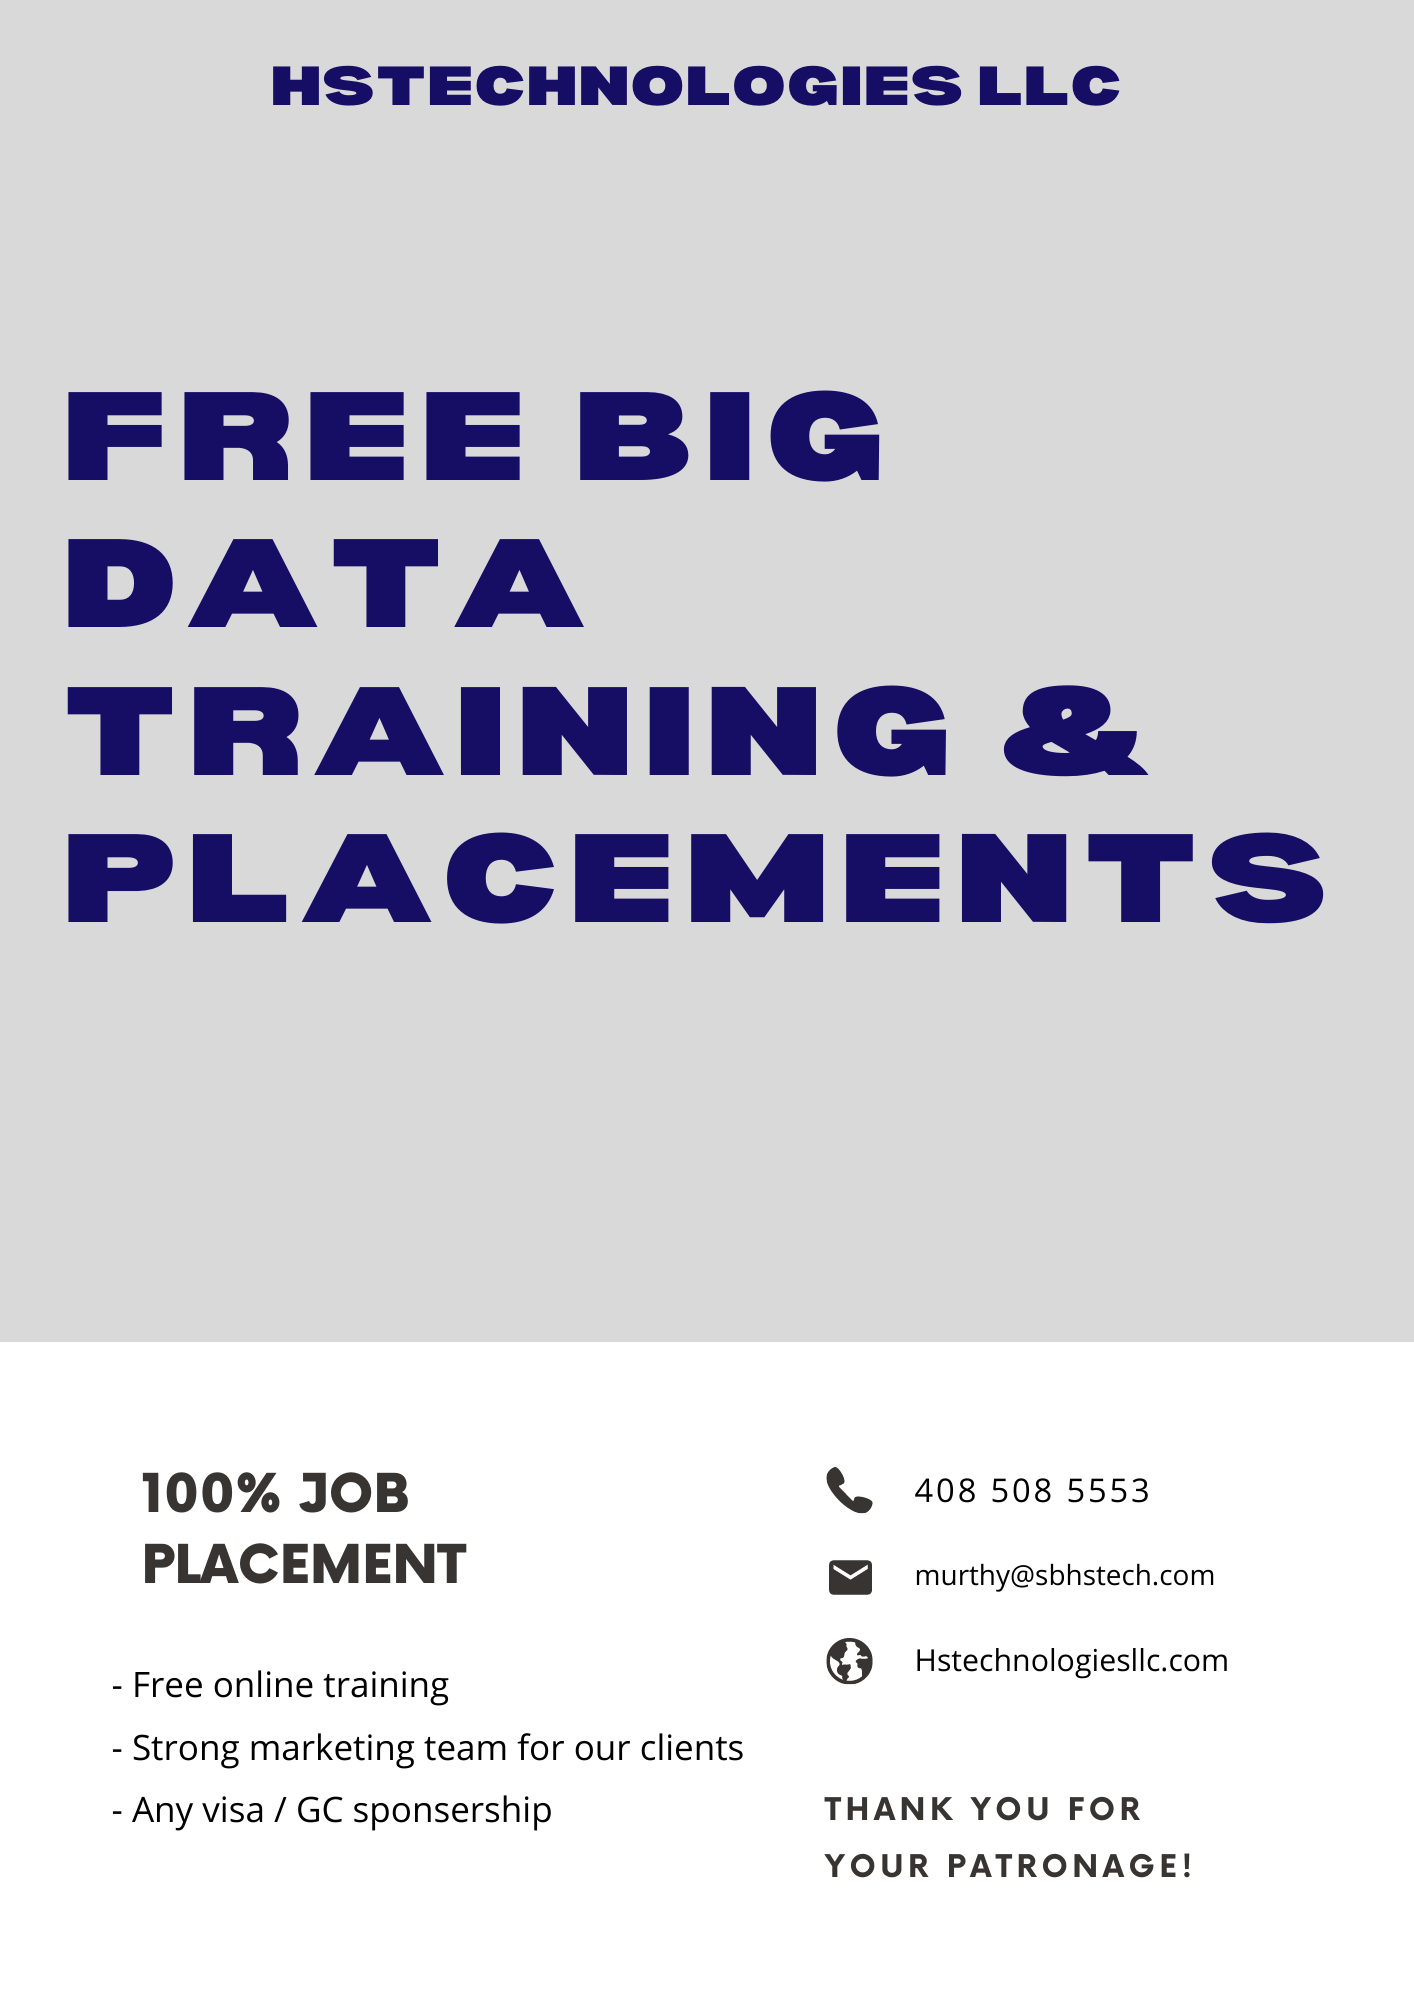 HSTECHNOLOGIES LLC
FREE BIG
DATA
TRAINING &
PLACEMENTS
100% JOB
PLACEMENT
- Free online training
- Strong marketing team for our clients
- Any visa / GC sponsership
408 508 5553
murthy@sbhstech.com
Hstechnologiesllc.com
THANK YOU FOR
YOUR PATRONAGE!